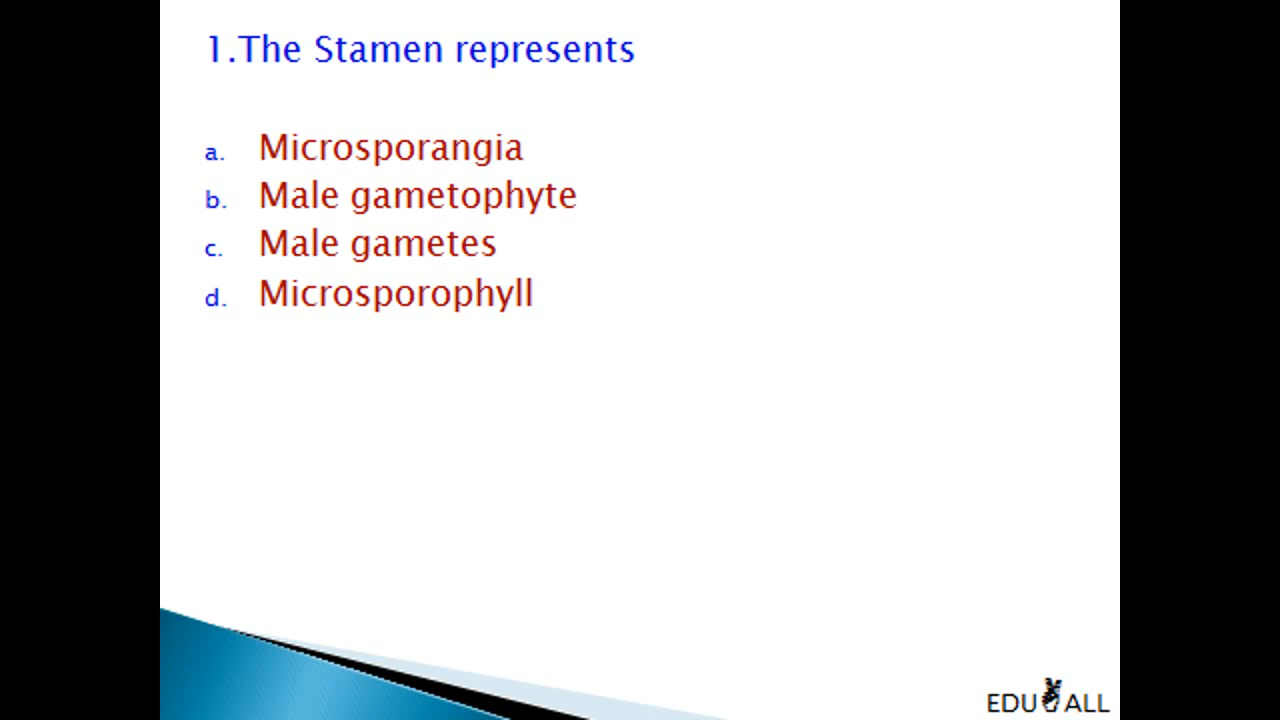 1.The Stamen represents
a. Microsporangia
b. Male gametophyte
c. Male gametes
d. Microsporophyll
EDU ALL